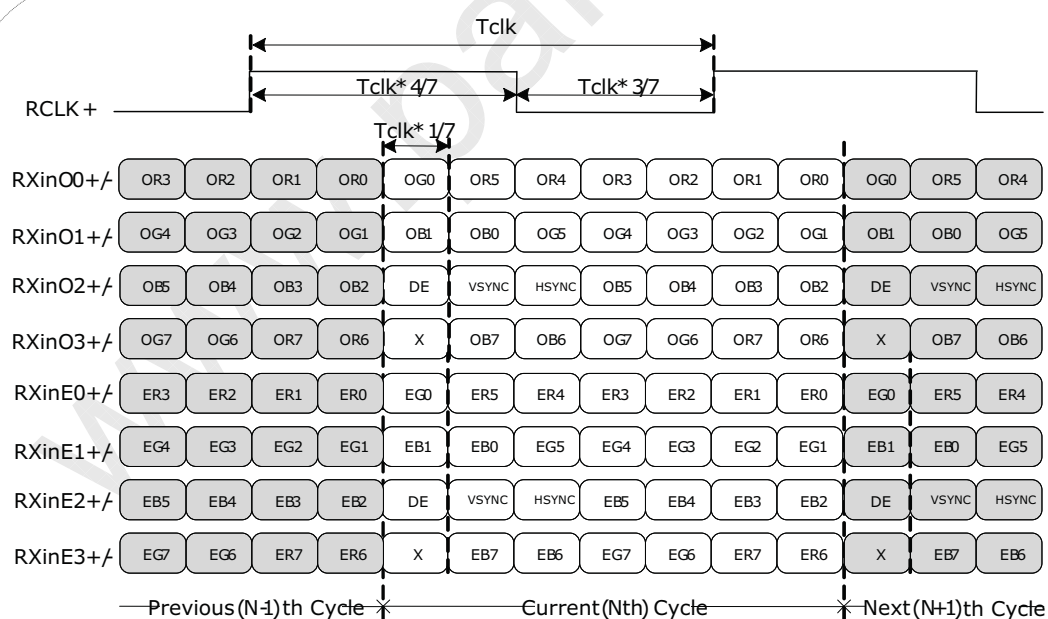 Tclk
Tclk* 4/7 Tclk* 3/7
RCLK +
Tclk* 1/7
RXinO0+/- OR3 OR2 OR1 OR0 OG0 OR5 OR4 OR3 OR2 OR1 OR0 OG0 OR5 OR4
RXinO1+/- OG4 OG3 OG2 OG1 OB1 OB0 OG5 OG4 OG3 OG2 OG1 OB1 OB0 OG5
RXinO2+/- OB5 OB4 OB3 OB2 DE VSYNC HSYNC OB5 OB4 OB3 OB2 DE VSYNC HSYNC
RXinO3+/- OG7 OG6 OR7 OR6 X OB7 OB6 OG7 OG6 OR7 OR6 X OB7 OB6
RXinE0+/- ER3 ER2 ER1 ER0 EG0 ER5 ER4 ER3 ER2 ER1 ER0 EG0 ER5 ER4
RXinE1+/- EG4 EG3 EG2 EG1 EB1 EB0 EG5 EG4 EG3 EG2 EG1 EB1 EB0 EG5
RXinE2+/- EB5 EB4 EB3 EB2 DE VSYNC HSYNC EB5 EB4 EB3 EB2 DE VSYNC HSYNC
RXinE3+/- EG7 EG6 ER7 ER6 X EB7 EB6 EG7 EG6 ER7 ER6 X EB7 EB6
Previous(N-1)th Cycle Current(Nth) Cycle Next(N+1)th Cycle